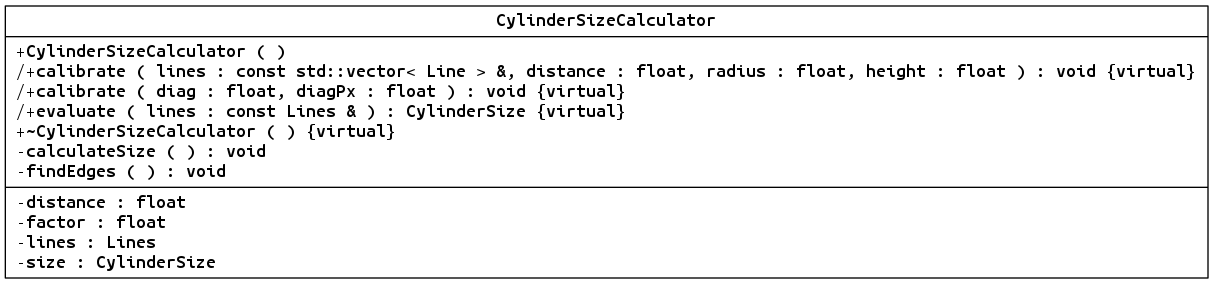 CylinderSizeCalculator
+CylinderSizeCalculator ( )
/+calibrate ( lines : const std::vector< Line > &, distance : float, radius : float, height : float ) : void {virtual}
/+calibrate ( diag : float, diagPx : float ) : void {virtual}
/+evaluate ( lines : const Lines & ) : CylinderSize {virtual}
+~CylinderSizeCalculator ( ) {virtual}
-calculateSize ( ) : void
-findEdges ( ) : void
-distance : float
-factor : float
-lines : Lines
-size : CylinderSize